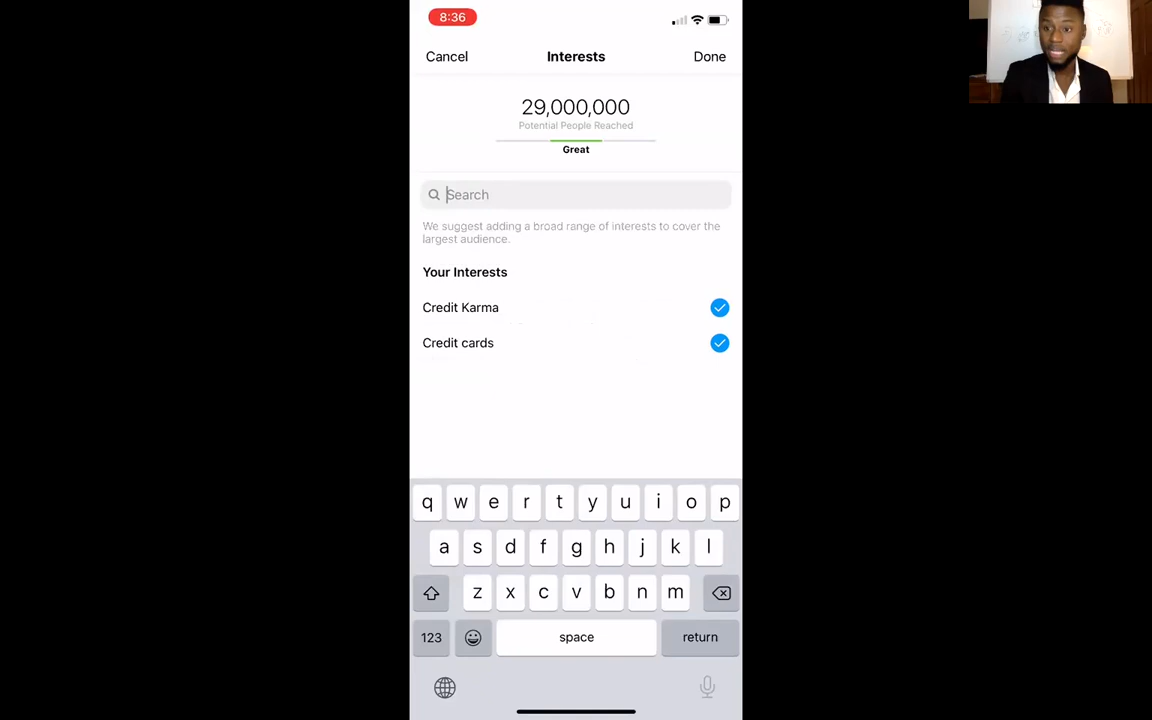 8:36
Cancel
Interests
Done
29,000,000
Potential People Reached
Great
Search
We suggest adding a broad range of interests to cover the
largest audience.
Your Interests
Credit Karma
Credit cards
q w e r t y u i o p
a s d f g h j k l
z x c v b n m
123
space
return